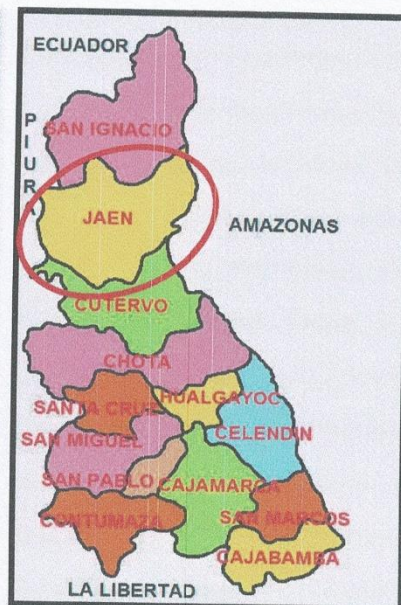 ECUADOR
PIURA
SAN IGNACIO
JAEN
AMAZONAS
CUTERVO
CHOTA
SANTA CRUZ
HUALGAYOC
SAN MIGUEL
CELENDIN
SAN PABLO
CAJAMARCA
CONTUMAZA
SAN MARCOS
CAJABAMBA
LA LIBERTAD